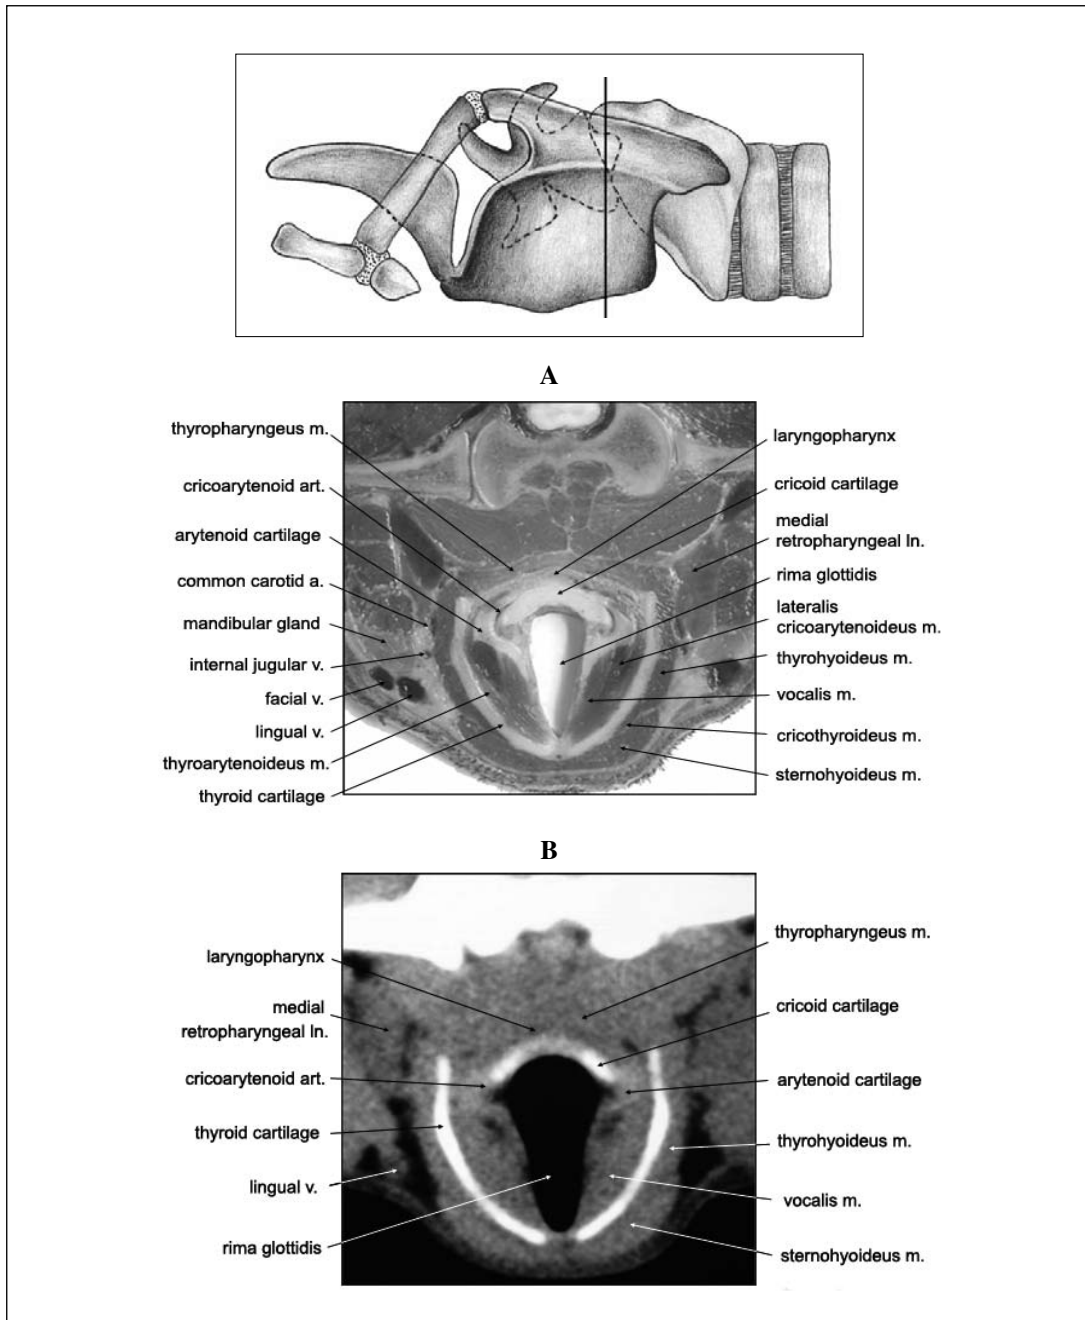 A
thyropharyngeus m.
cricoarytenoid art.
arytenoid cartilage
common carotid a.
mandibular gland
internal jugular v.
facial v.
lingual v.
thyroarytenoideus m.
thyroid cartilage
laryngopharynx
cricoid cartilage
medial
retropharyngeal ln.
rima glottidis
lateralis
cricoarytenoideus m.
thyrohyoideus m.
vocalis m.
cricothyroideus m.
sternohyoideus m.
B
laryngopharynx
medial
retropharyngeal ln.
cricoarytenoid art.
thyroid cartilage
lingual v.
rima glottidis
thyropharyngeus m.
cricoid cartilage
arytenoid cartilage
thyrohyoideus m.
vocalis m.
sternohyoideus m.